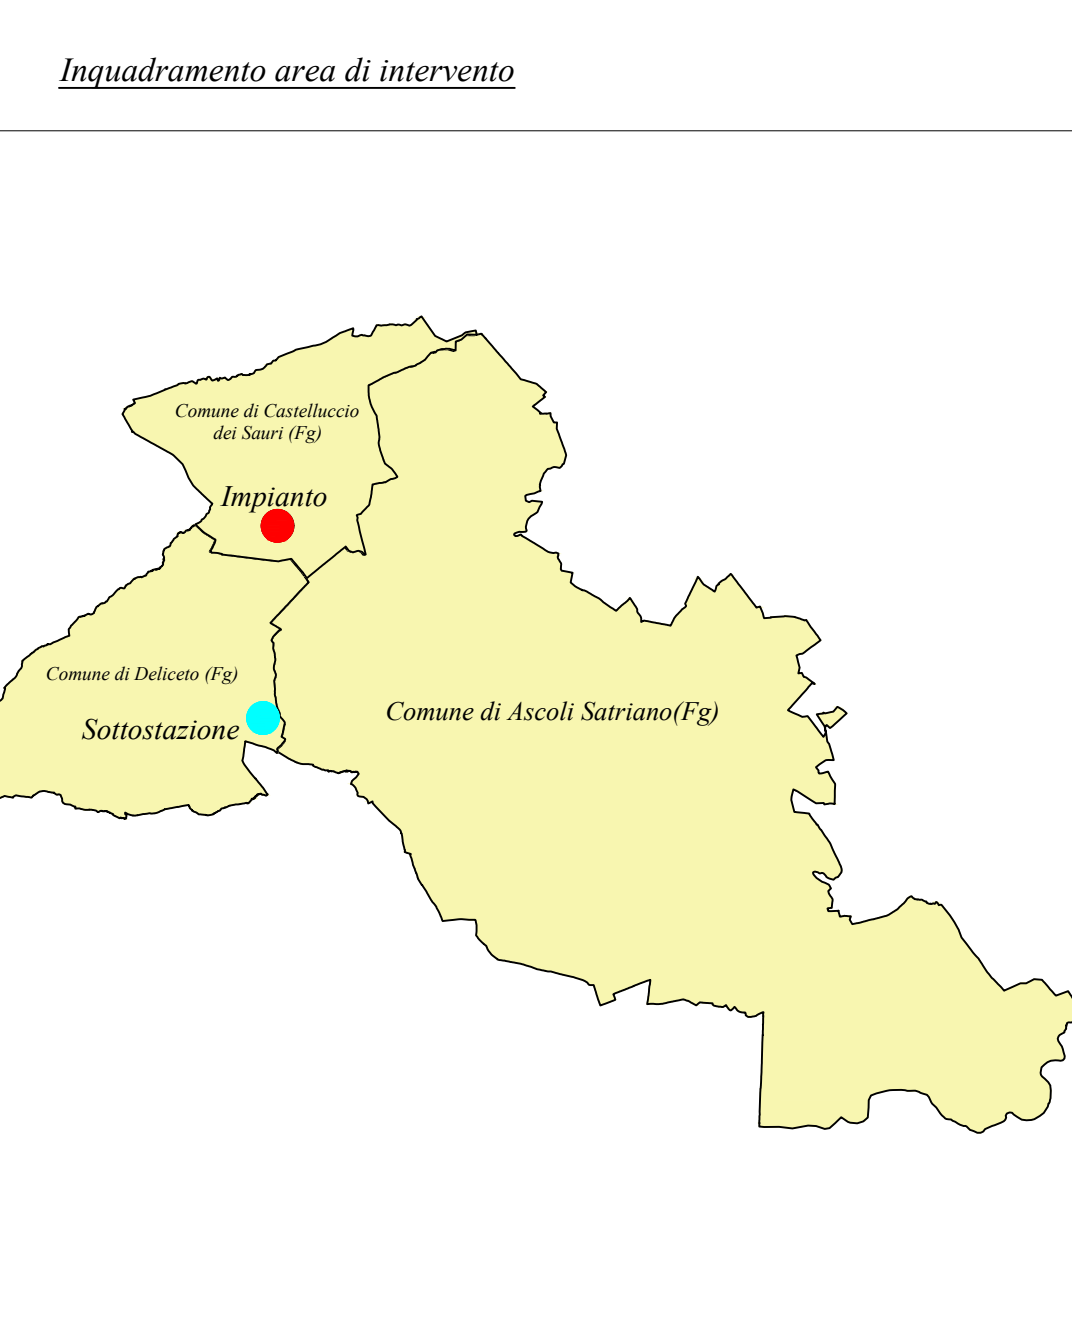 Inquadramento area di intervento
Comune di Castelluccio
dei Sauri (Fg)
Impianto
Comune di Deliceto (Fg)
Sottostazione
Comune di Ascoli Satriano(Fg)